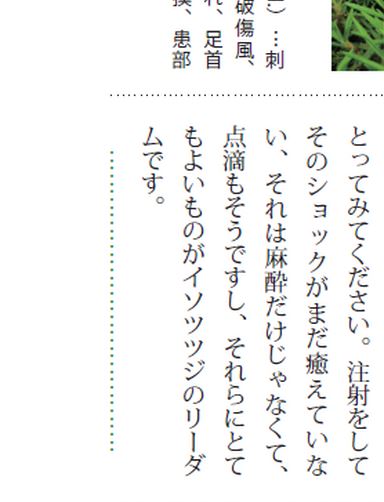 ）…刺
破傷風、
れ、足首
患部
とってみてください。注射をして
そのショックがまだ癒えていな
い、それは麻酔だけじゃなくて、
点滴もそうですし、それらにとて
もよいものがイソツツジのリーダ
ムです。